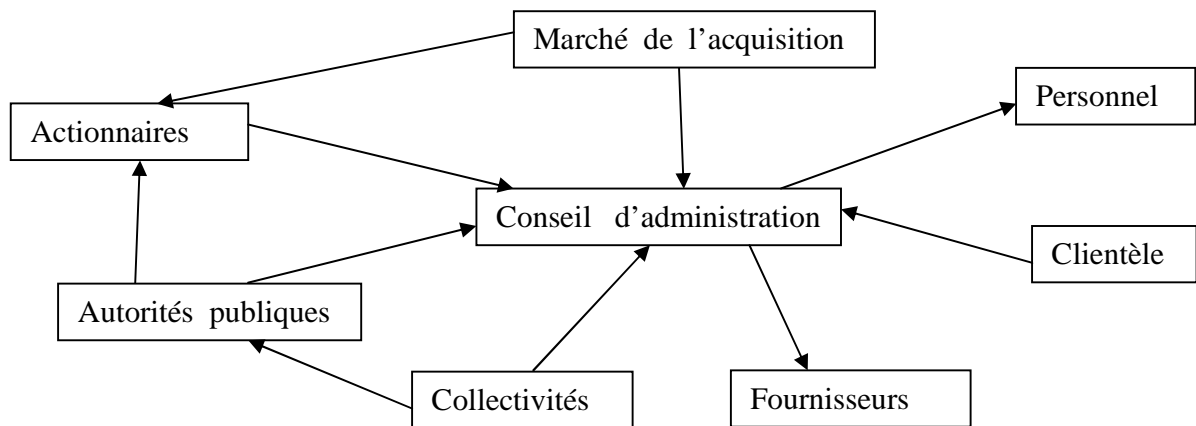 Marché de l’acquisition
Personnel
Actionnaires
Conseil d’administration
Clientèle
Autorités publiques
Collectivités
Fournisseurs